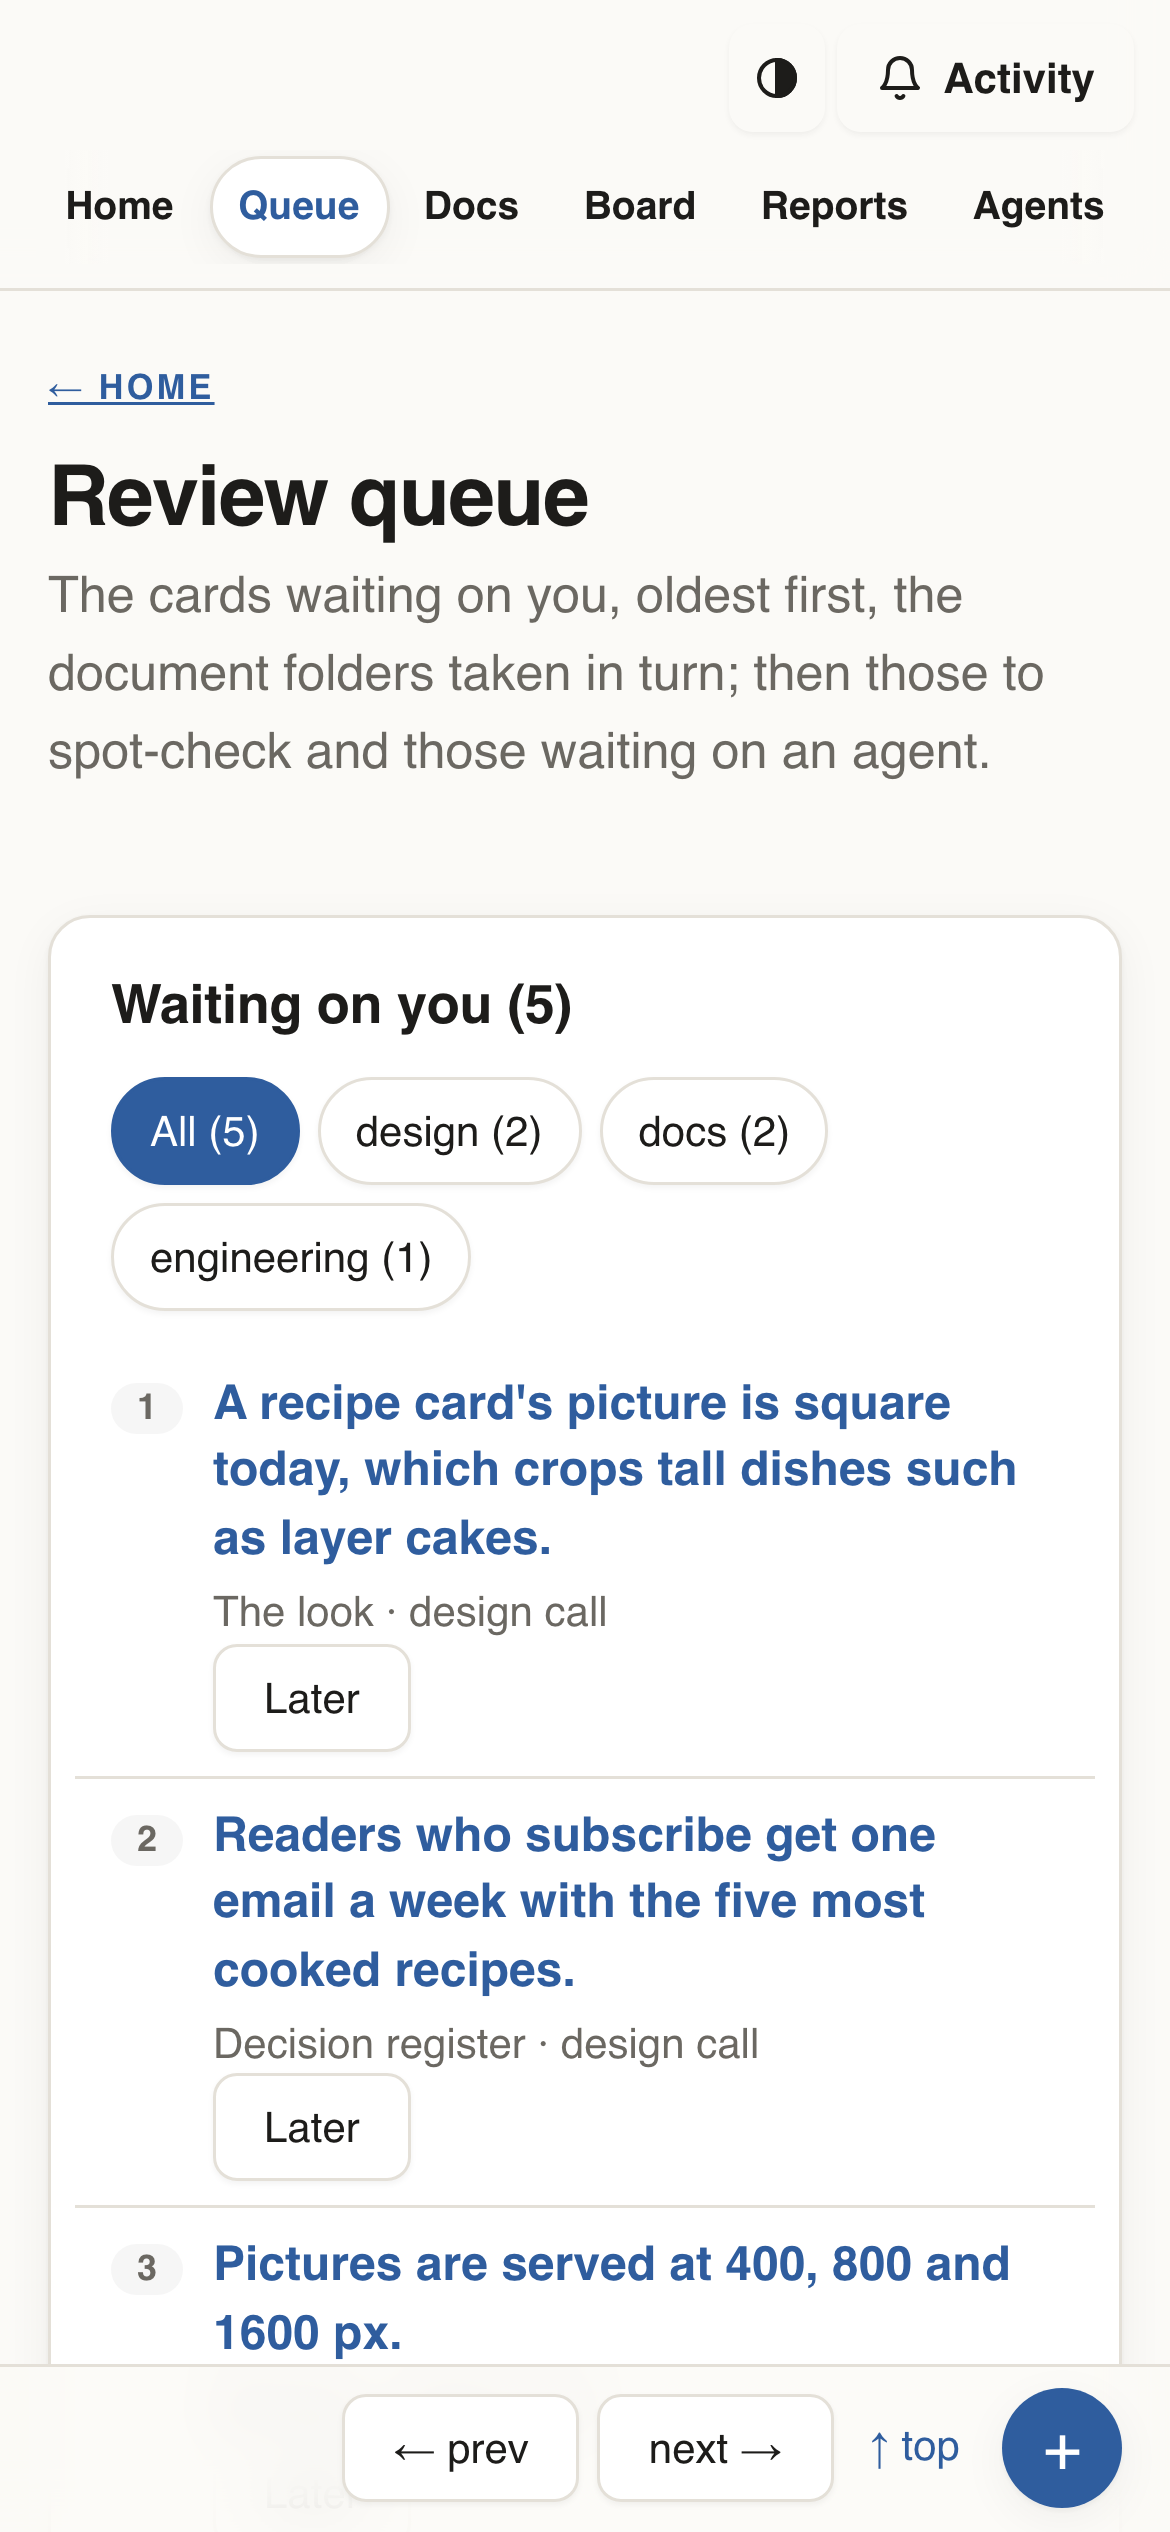 Activity
Home Queue Docs Board Reports Agents
← HOME
Review queue
The cards waiting on you, oldest first, the
document folders taken in turn; then those to
spot-check and those waiting on an agent.
Waiting on you (5)
All (5) design (2) docs (2)
engineering (1)
1 A recipe card's picture is square
today, which crops tall dishes such
as layer cakes.
The look · design call
Later
2 Readers who subscribe get one
email a week with the five most
cooked recipes.
Decision register · design call
Later
3 Pictures are served at 400, 800 and
1600 px.
← prev next → ↑ top +
Later